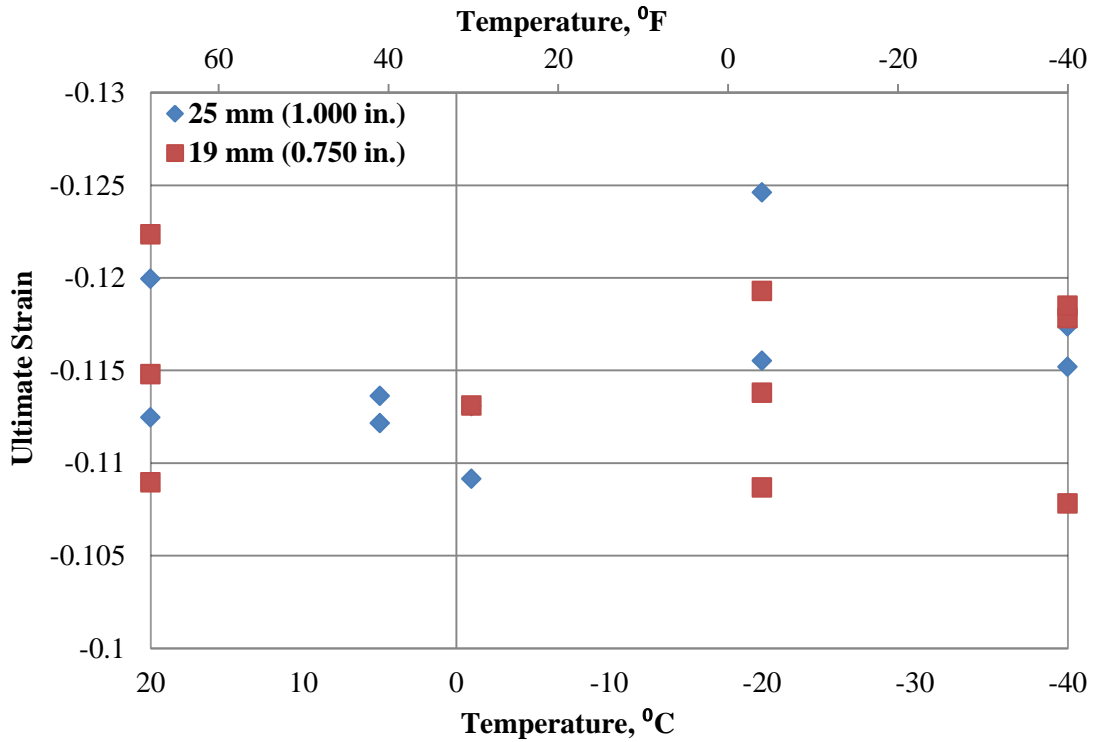 Temperature, ⁰F
60 40 20 0 -20 -40
-0.13
25 mm (1.000 in.)
19 mm (0.750 in.)
-0.125
-0.12
-0.115
-0.11
-0.105
-0.1
Ultimate Strain
20 10 0 -10 -20 -30 -40
Temperature, ⁰C